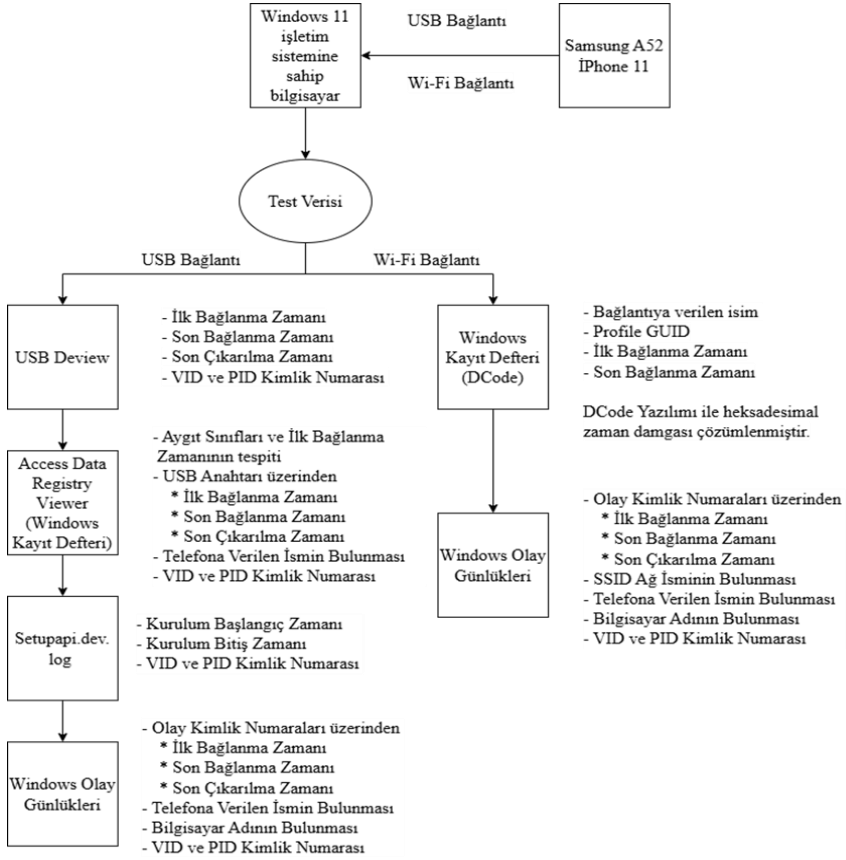 Windows 11
işletim
sistemine
sahip
bilgisayar
USB Bağlantı
Wi-Fi Bağlantı
Samsung A52
İPhone 11
Test Verisi
USB Bağlantı
Wi-Fi Bağlantı
USB Deview
- İlk Bağlanma Zamanı
- Son Bağlanma Zamanı
- Son Çıkarılma Zamanı
- VID ve PID Kimlik Numarası
Access Data
Registry
Viewer
(Windows
Kayıt Defteri)
- Aygıt Sınıfları ve İlk Bağlanma
Zamanının tespiti
- USB Anahtarı üzerinden
* İlk Bağlanma Zamanı
* Son Bağlanma Zamanı
* Son Çıkarılma Zamanı
- Telefona Verilen İsmin Bulunması
- VID ve PID Kimlik Numarası
Setupapi.dev.
log
- Kurulum Başlangıç Zamanı
- Kurulum Bitiş Zamanı
- VID ve PID Kimlik Numarası
Windows Olay
Günlükleri
- Olay Kimlik Numaraları üzerinden
* İlk Bağlanma Zamanı
* Son Bağlanma Zamanı
* Son Çıkarılma Zamanı
- Telefona Verilen İsmin Bulunması
- Bilgisayar Adının Bulunması
- VID ve PID Kimlik Numarası
Windows
Kayıt Defteri
(DCode)
- Bağlantıya verilen isim
- Profile GUID
- İlk Bağlanma Zamanı
- Son Bağlanma Zamanı
DCode Yazılımı ile heksadesimal
zaman damgası çözümlenmiştir.
Windows Olay
Günlükleri
- Olay Kimlik Numaraları üzerinden
* İlk Bağlanma Zamanı
* Son Bağlanma Zamanı
* Son Çıkarılma Zamanı
- SSID Ağ İsminin Bulunması
- Telefona Verilen İsmin Bulunması
- Bilgisayar Adının Bulunması
- VID ve PID Kimlik Numarası